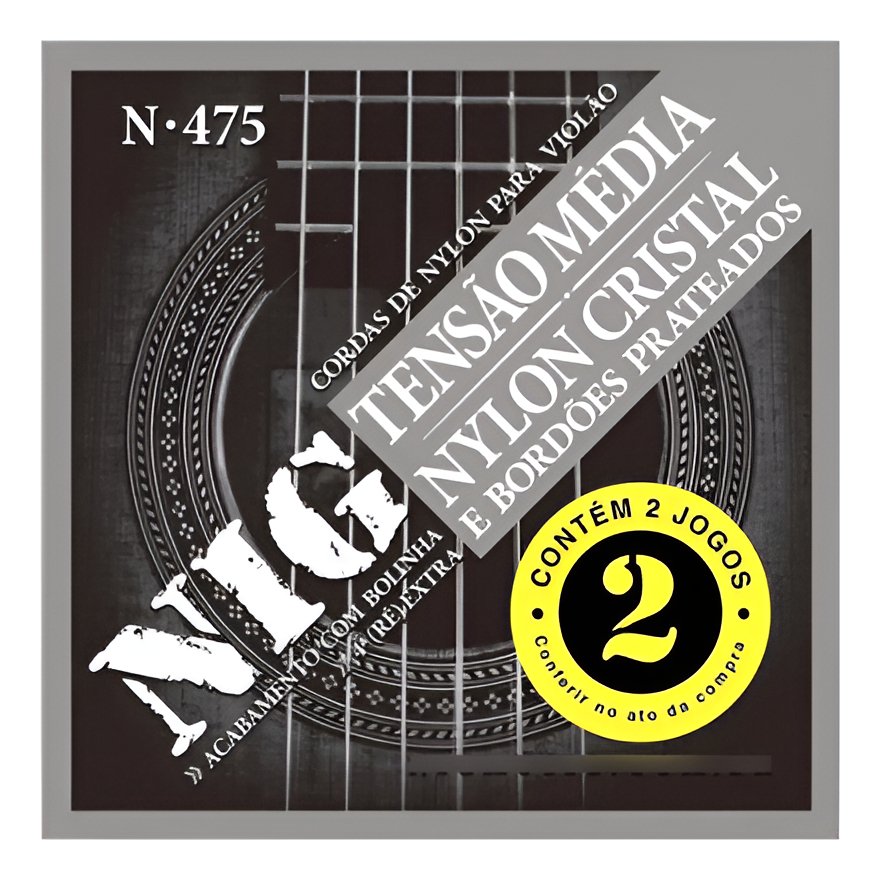 N·475
CORDAS DE NYLON PARA VIOLÃO
TENSÃO MÉDIA
NYLON CRISTAL
E BORDÕES PRATEADOS
NIG
» ACABAMENTO COM BOLINHA
» 4ª (RÉ) EXTRA
CONTÉM 2 JOGOS
2
Conferir no ato da compra